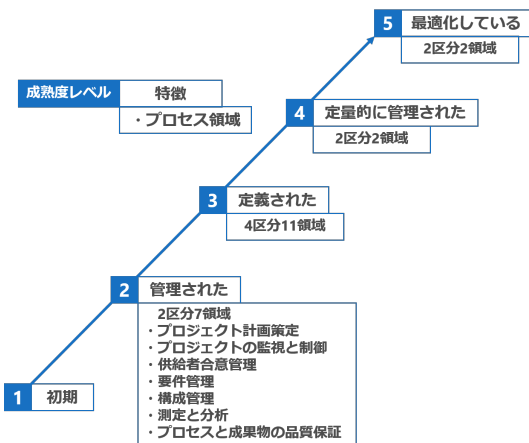 5 最適化している
2区分2領域
成熟度レベル 特徴
・プロセス領域
4 定量的に管理された
2区分2領域
3 定義された
4区分11領域
2 管理された
2区分7領域
・プロジェクト計画策定
・プロジェクトの監視と制御
・供給者合意管理
・要件管理
・構成管理
・測定と分析
・プロセスと成果物の品質保証
1 初期